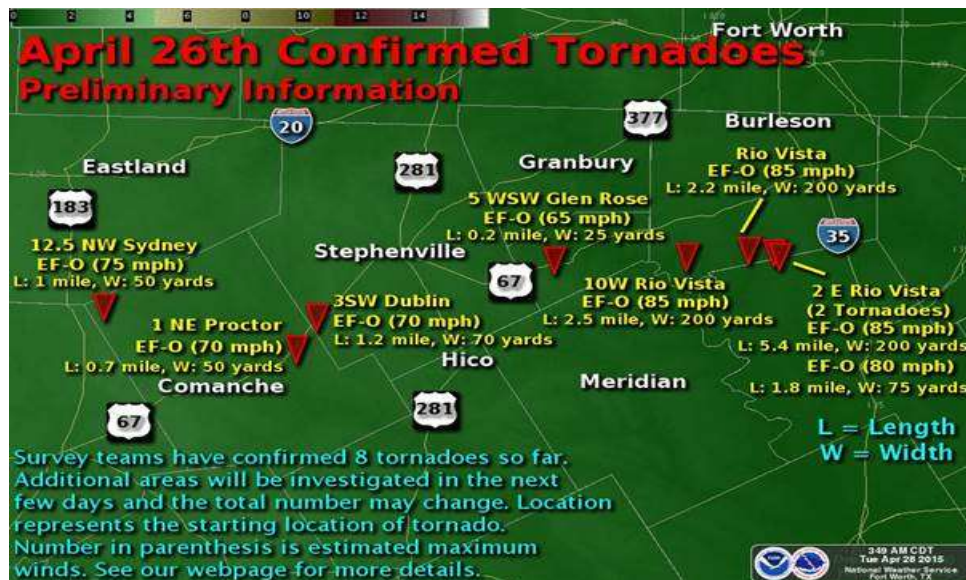 0 2 4 6 8 10 12 14
April 26th Confirmed Tornadoes
Preliminary Information
Fort Worth
20
377
Burleson
Eastland
281
Granbury
Rio Vista
EF-O (85 mph)
L: 2.2 mile, W: 200 yards
183
5 WSW Glen Rose
EF-O (65 mph)
L: 0.2 mile, W: 25 yards
35
12.5 NW Sydney
EF-O (75 mph)
L: 1 mile, W: 50 yards
Stephenville
67
10W Rio Vista
EF-O (85 mph)
L: 2.5 mile, W: 200 yards
2 E Rio Vista
(2 Tornadoes)
EF-O (85 mph)
L: 5.4 mile, W: 200 yards
EF-O (80 mph)
L: 1.8 mile, W: 75 yards
3SW Dublin
EF-O (70 mph)
L: 1.2 mile, W: 70 yards
1 NE Proctor
EF-O (70 mph)
L: 0.7 mile, W: 50 yards
Hico
Comanche
Meridian
67
281
L = Length
W = Width
Survey teams have confirmed 8 tornadoes so far.
Additional areas will be investigated in the next
few days and the total number may change. Location
represents the starting location of tornado.
Number in parenthesis is estimated maximum
winds. See our webpage for more details.
349 AM CDT
Tue Apr 28 2015
National Weather Service
Fort Worth, TX